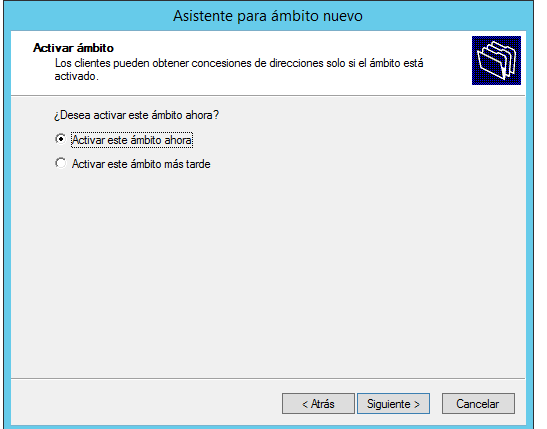 Asistente para ámbito nuevo
Activar ámbito
Los clientes pueden obtener concesiones de direcciones solo si el ámbito está
activado.
¿Desea activar este ámbito ahora?
Activar este ámbito ahora
Activar este ámbito más tarde
< Atrás
Siguiente >
Cancelar